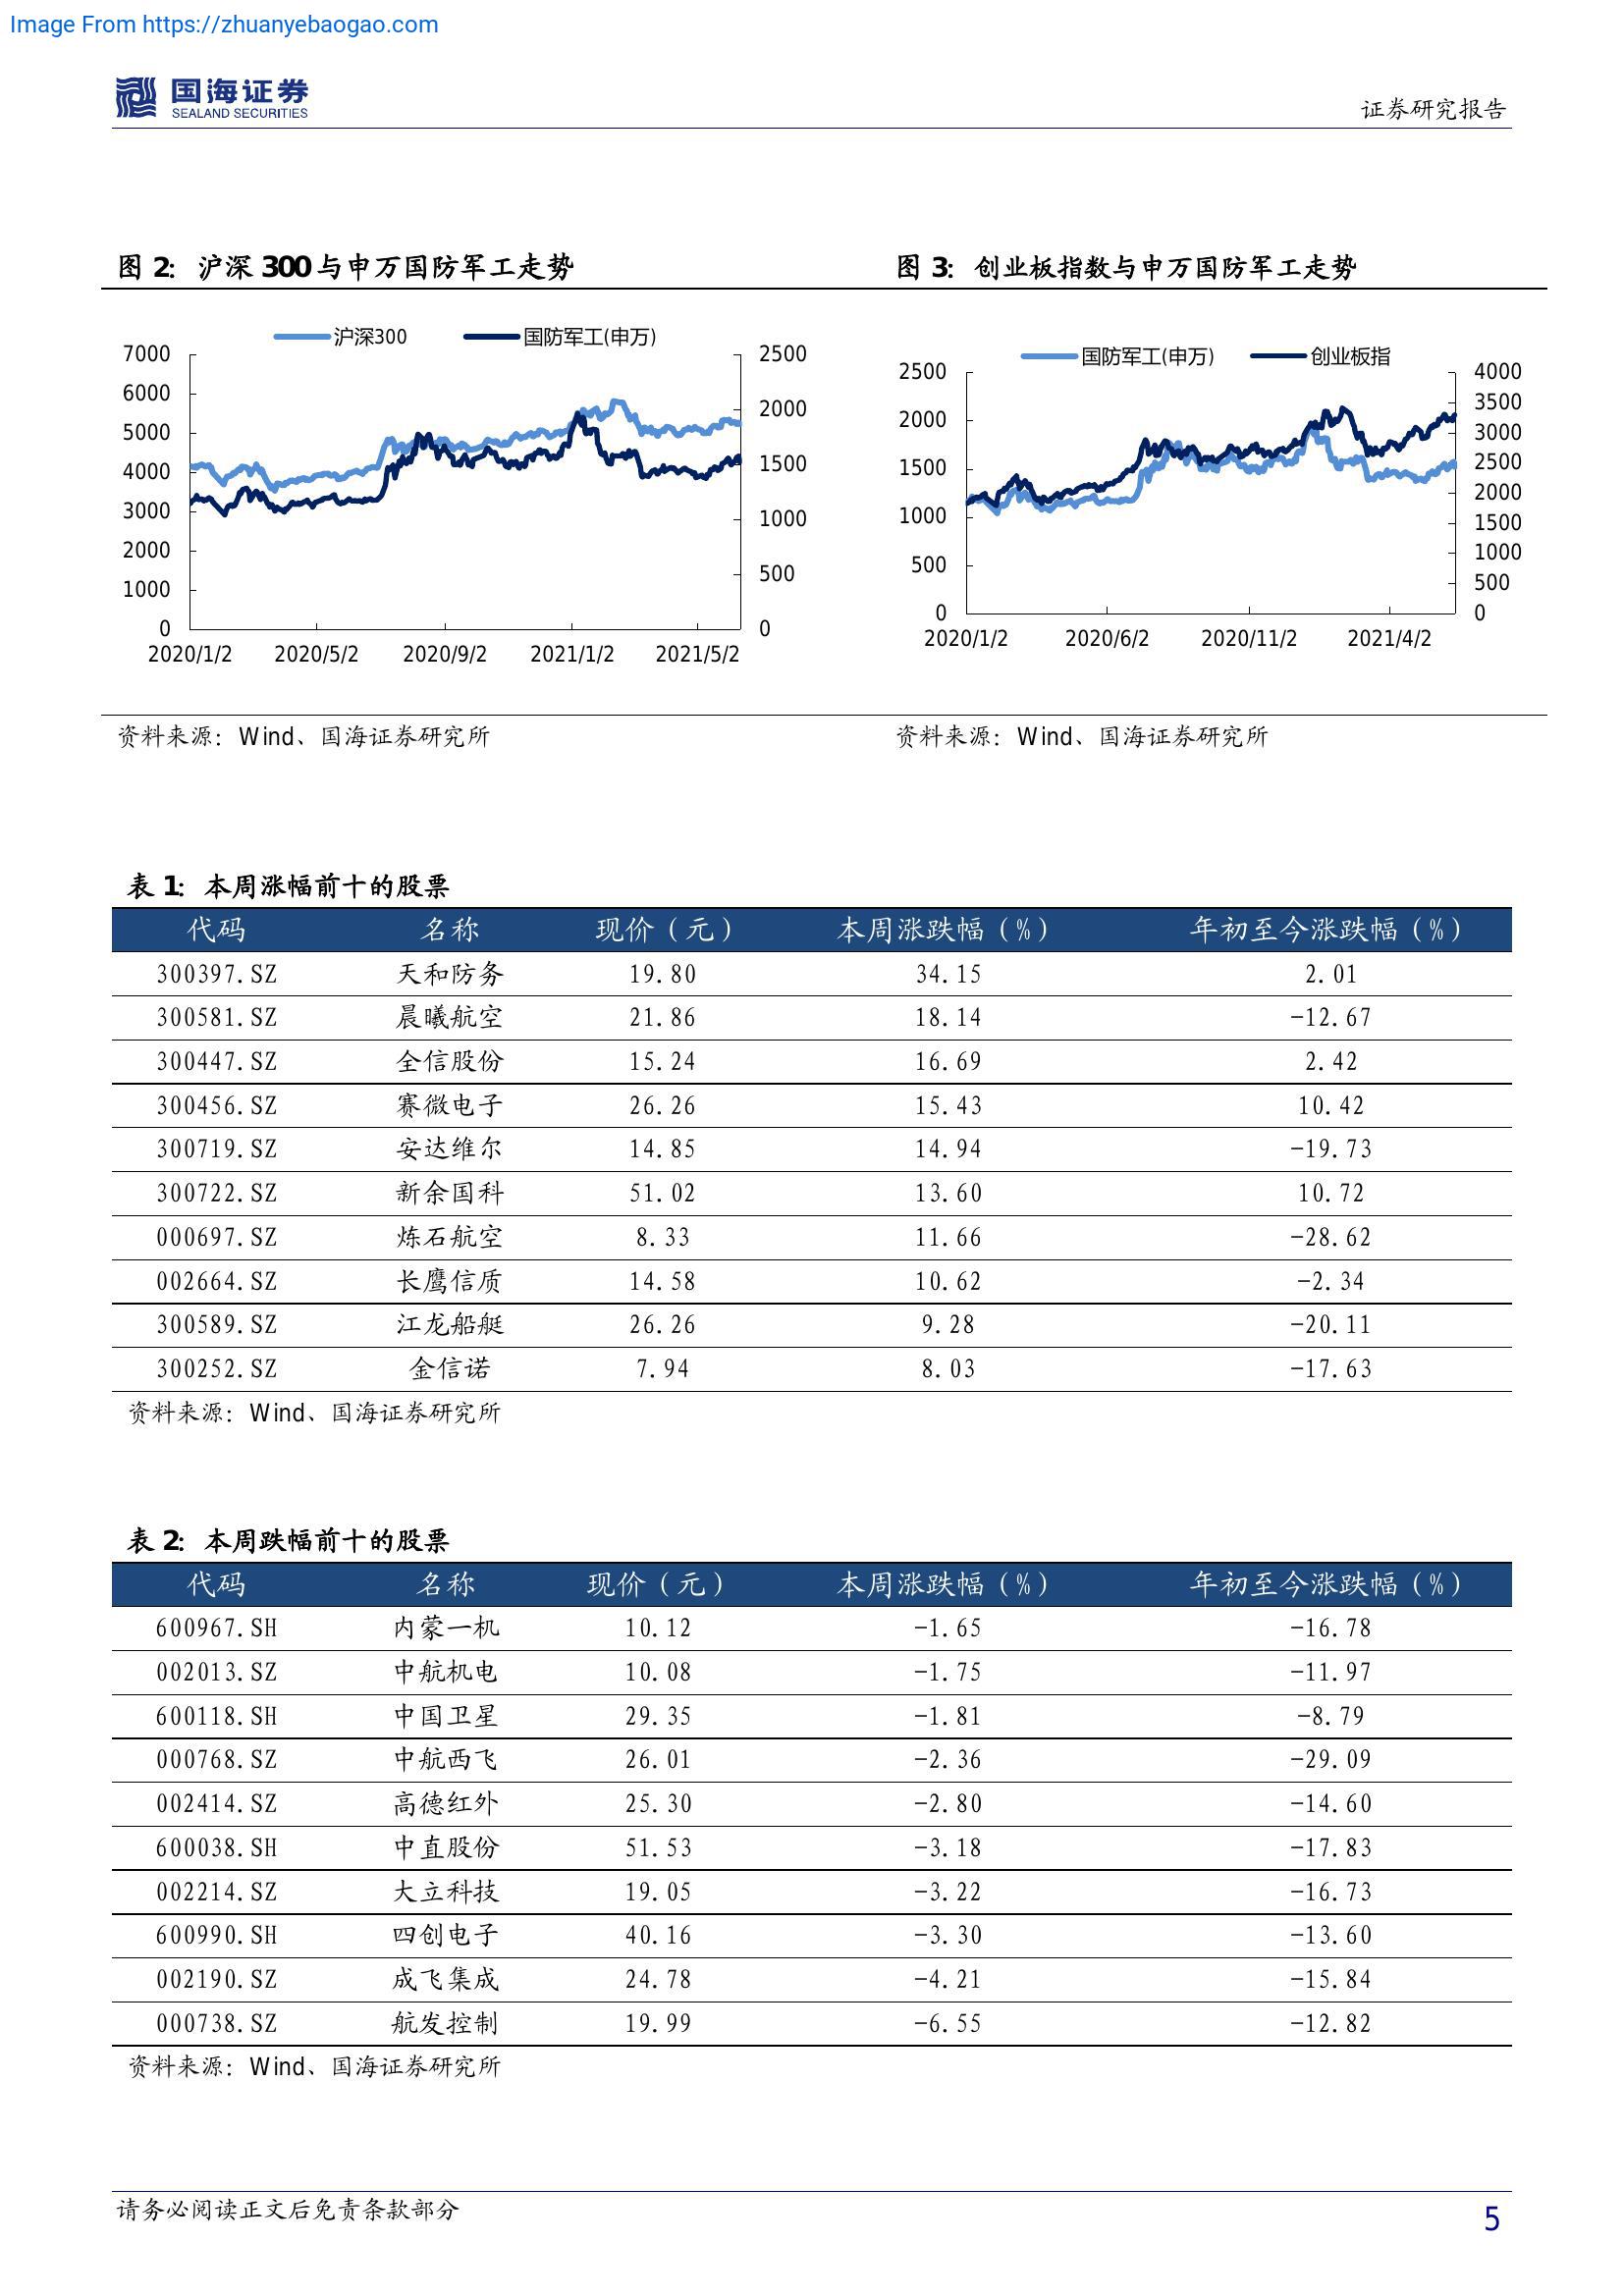 Image From https://zhuanyebaogao.com
国海证券
SEALAND SECURITIES
证券研究报告
图 2：沪深 300 与申万国防军工走势
沪深300 国防军工(申万)
7000 2500
6000
2000
5000
4000 1500
3000
1000
2000
500
1000
0 0
2020/1/2 2020/5/2 2020/9/2 2021/1/2 2021/5/2
资料来源：Wind、国海证券研究所
图 3：创业板指数与申万国防军工走势
国防军工(申万) 创业板指
2500 4000
3500
2000
3000
1500 2500
2000
1000
1500
1000
500
500
0 0
2020/1/2 2020/6/2 2020/11/2 2021/4/2
资料来源：Wind、国海证券研究所
表 1：本周涨幅前十的股票
代码 名称 现价（元） 本周涨跌幅（%） 年初至今涨跌幅（%）
300397.SZ 天和防务 19.80 34.15 2.01
300581.SZ 晨曦航空 21.86 18.14 -12.67
300447.SZ 全信股份 15.24 16.69 2.42
300456.SZ 赛微电子 26.26 15.43 10.42
300719.SZ 安达维尔 14.85 14.94 -19.73
300722.SZ 新余国科 51.02 13.60 10.72
000697.SZ 炼石航空 8.33 11.66 -28.62
002664.SZ 长鹰信质 14.58 10.62 -2.34
300589.SZ 江龙船艇 26.26 9.28 -20.11
300252.SZ 金信诺 7.94 8.03 -17.63
资料来源：Wind、国海证券研究所
表 2：本周跌幅前十的股票
代码 名称 现价（元） 本周涨跌幅（%） 年初至今涨跌幅（%）
600967.SH 内蒙一机 10.12 -1.65 -16.78
002013.SZ 中航机电 10.08 -1.75 -11.97
600118.SH 中国卫星 29.35 -1.81 -8.79
000768.SZ 中航西飞 26.01 -2.36 -29.09
002414.SZ 高德红外 25.30 -2.80 -14.60
600038.SH 中直股份 51.53 -3.18 -17.83
002214.SZ 大立科技 19.05 -3.22 -16.73
600990.SH 四创电子 40.16 -3.30 -13.60
002190.SZ 成飞集成 24.78 -4.21 -15.84
000738.SZ 航发控制 19.99 -6.55 -12.82
资料来源：Wind、国海证券研究所
请务必阅读正文后免责条款部分
5